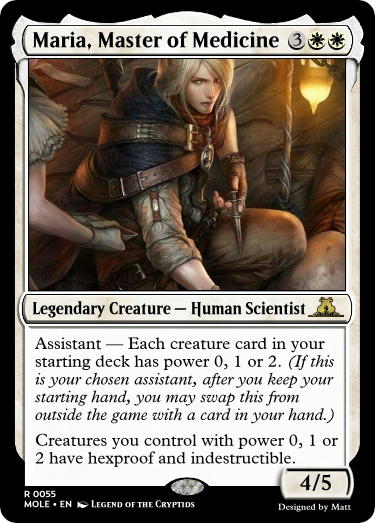 Maria, Master of Medicine 3
Legendary Creature — Human Scientist
Assistant — Each creature card in your
starting deck has power 0, 1 or 2. (If this
is your chosen assistant, after you keep your
starting hand, you may swap this from
outside the game with a card in your hand.)
Creatures you control with power 0, 1 or
2 have hexproof and indestructible.
4/5
R 0055
MOLE • EN Legend of the Cryptids
Designed by Matt